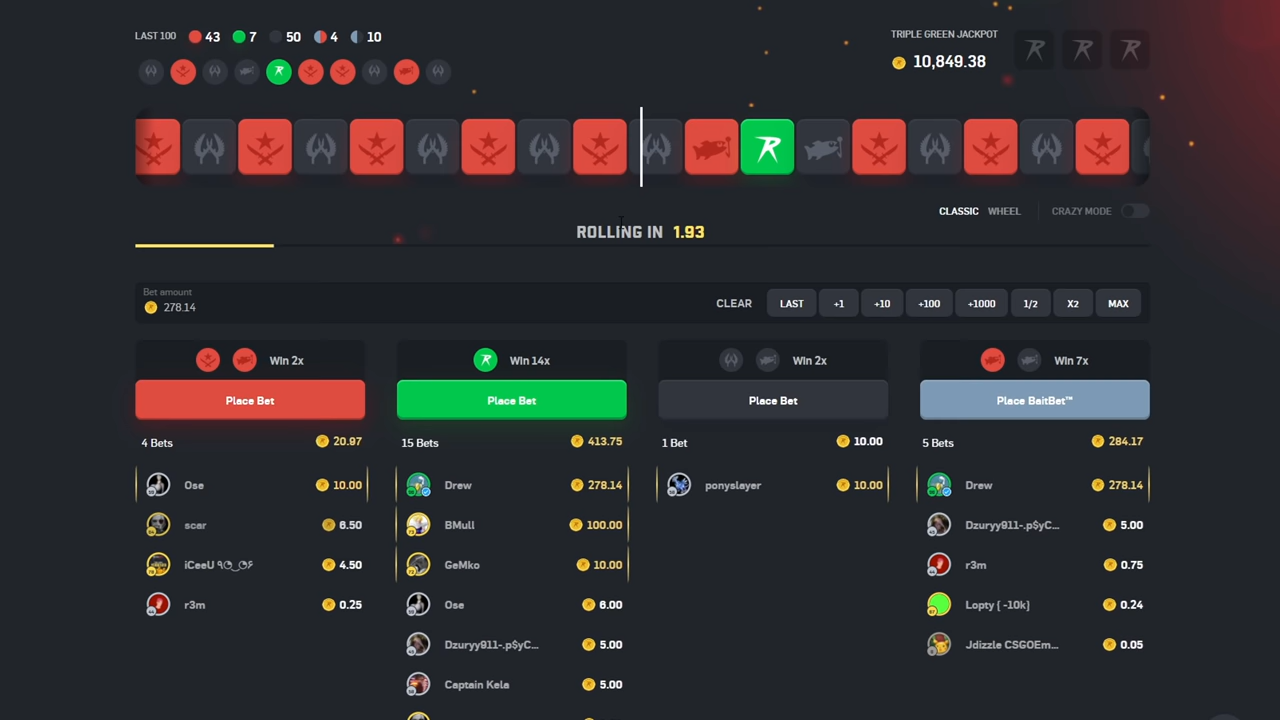 LAST 100 43 7 50 4 10
TRIPLE GREEN JACKPOT
10,849.38
CLASSIC WHEEL CRAZY MODE
ROLLING IN 1.93
Bet amount
278.14
CLEAR LAST +1 +10 +100 +1000 1/2 X2 MAX
Win 2x Win 14x Win 2x Win 7x
Place Bet Place Bet Place Bet Place BaitBet™
4 Bets 20.97 15 Bets 413.75 1 Bet 10.00 5 Bets 284.17
Ose 10.00 Drew 278.14 ponyslayer 10.00 Drew 278.14
scar 6.50 BMull 100.00 Dzuryy911-.p$yC... 5.00
iCeeU ٩◔̯◔۶ 4.50 GeMko 10.00 r3m 0.75
r3m 0.25 Ose 6.00 Lopty ( -10k) 0.24
Dzuryy911-.p$yC... 5.00 Jdizzle CSGOEm... 0.05
Captain Kela 5.00